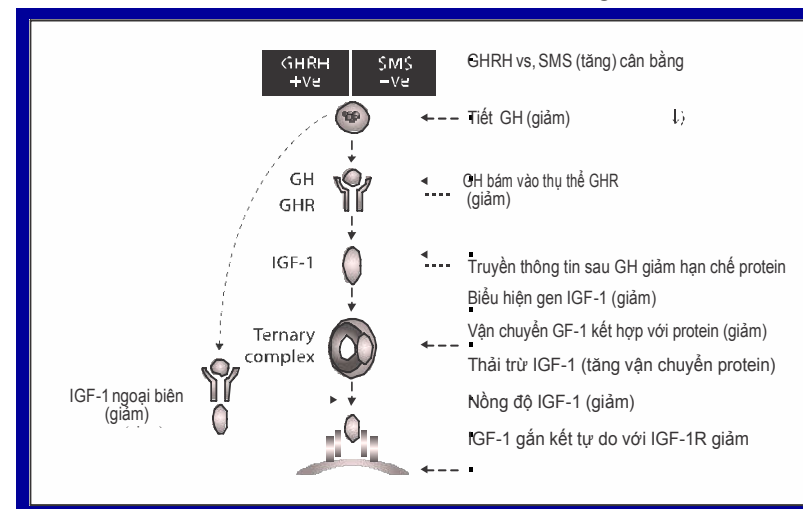 GHRH
+ve
SMS
-ve
GHRH vs, SMS (tăng) cân bằng
Tiết GH (giảm)
GH
GHR
GH bám vào thụ thể GHR
(giảm)
IGF-1
Truyền thông tin sau GH giảm hạn chế protein
Biểu hiện gen IGF-1 (giảm)
Ternary
complex
Vận chuyển GF-1 kết hợp với protein (giảm)
Thải trừ IGF-1 (tăng vận chuyển protein)
IGF-1 ngoại biên
(giảm)
Nồng độ IGF-1 (giảm)
IGF-1 gắn kết tự do với IGF-1R giảm